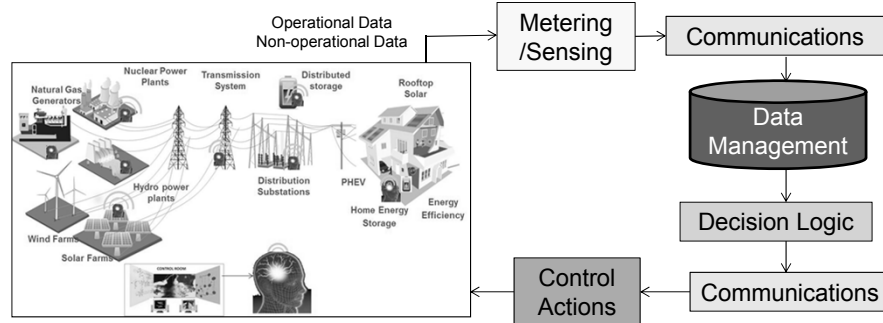 Operational Data
Non-operational Data
Metering
/Sensing
Communications
Data
Management
Decision Logic
Communications
Control
Actions
Nuclear Power
Plants
Transmission
System
Distributed
storage
Rooftop
Solar
Natural Gas
Generators
Hydro power
plants
Distribution
Substations
PHEV
Home Energy
Storage
Energy
Efficiency
Wind Farms
Solar Farms
CONTROL ROOM